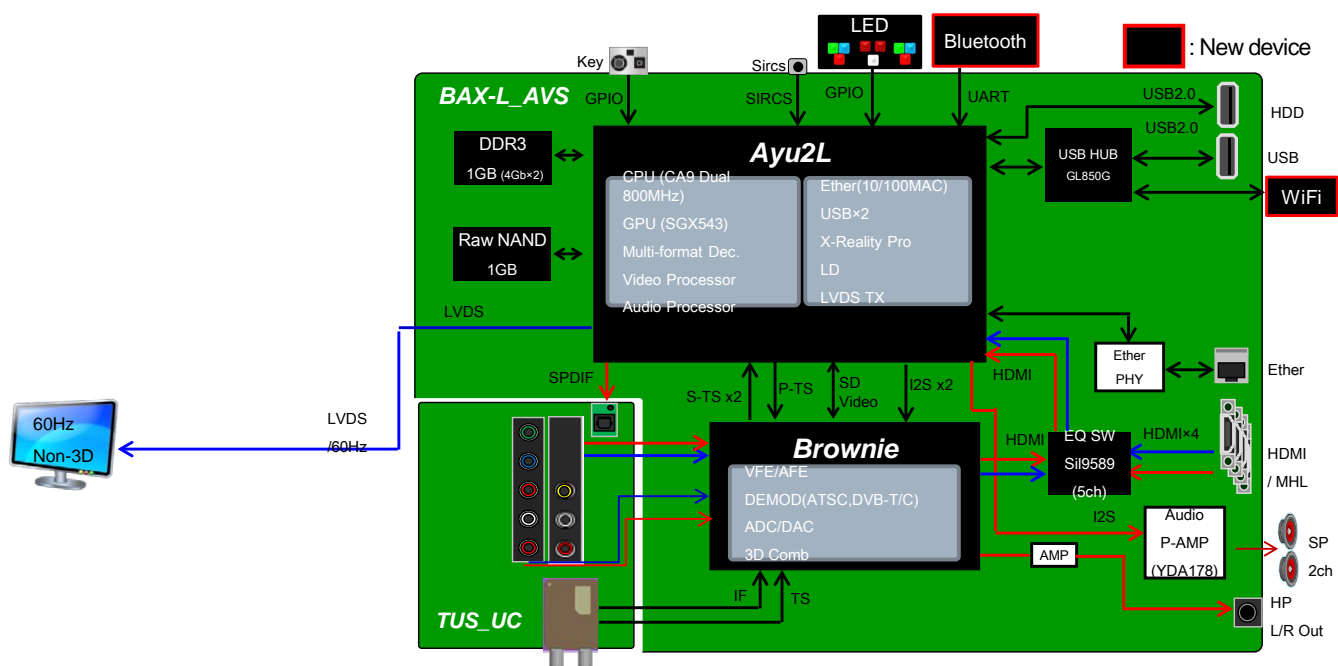 LED
Bluetooth
: New device
Key
Sircs
BAX-L_AVS
GPIO
SIRCS
GPIO
UART
USB2.0
HDD
USB2.0
USB
DDR3
1GB (4Gb×2)
Ayu2L
CPU (CA9 Dual
800MHz)
GPU (SGX543)
Multi-format Dec.
Video Processor
Audio Processor
Ether(10/100MAC)
USB×2
X-Reality Pro
LD
LVDS TX
USB HUB
GL850G
WiFi
Raw NAND
1GB
LVDS
Ether
PHY
Ether
SPDIF
S-TS x2
P-TS
SD
Video
I2S x2
HDMI
60Hz
Non-3D
LVDS
/60Hz
Brownie
VFE/AFE
DEMOD(ATSC,DVB-T/C)
ADC/DAC
3D Comb
HDMI
EQ SW
Sil9589
(5ch)
HDMI×4
HDMI
/ MHL
I2S
Audio
P-AMP
(YDA178)
SP
2ch
AMP
IF
TS
TUS_UC
HP
L/R Out